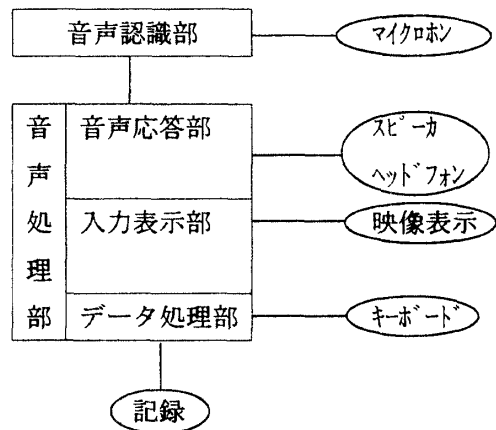 音声認識部
マイクロホン
音声処理部
音声応答部
スピーカ
ヘッドフォン
入力表示部
映像表示
データ処理部
キーボード
記録